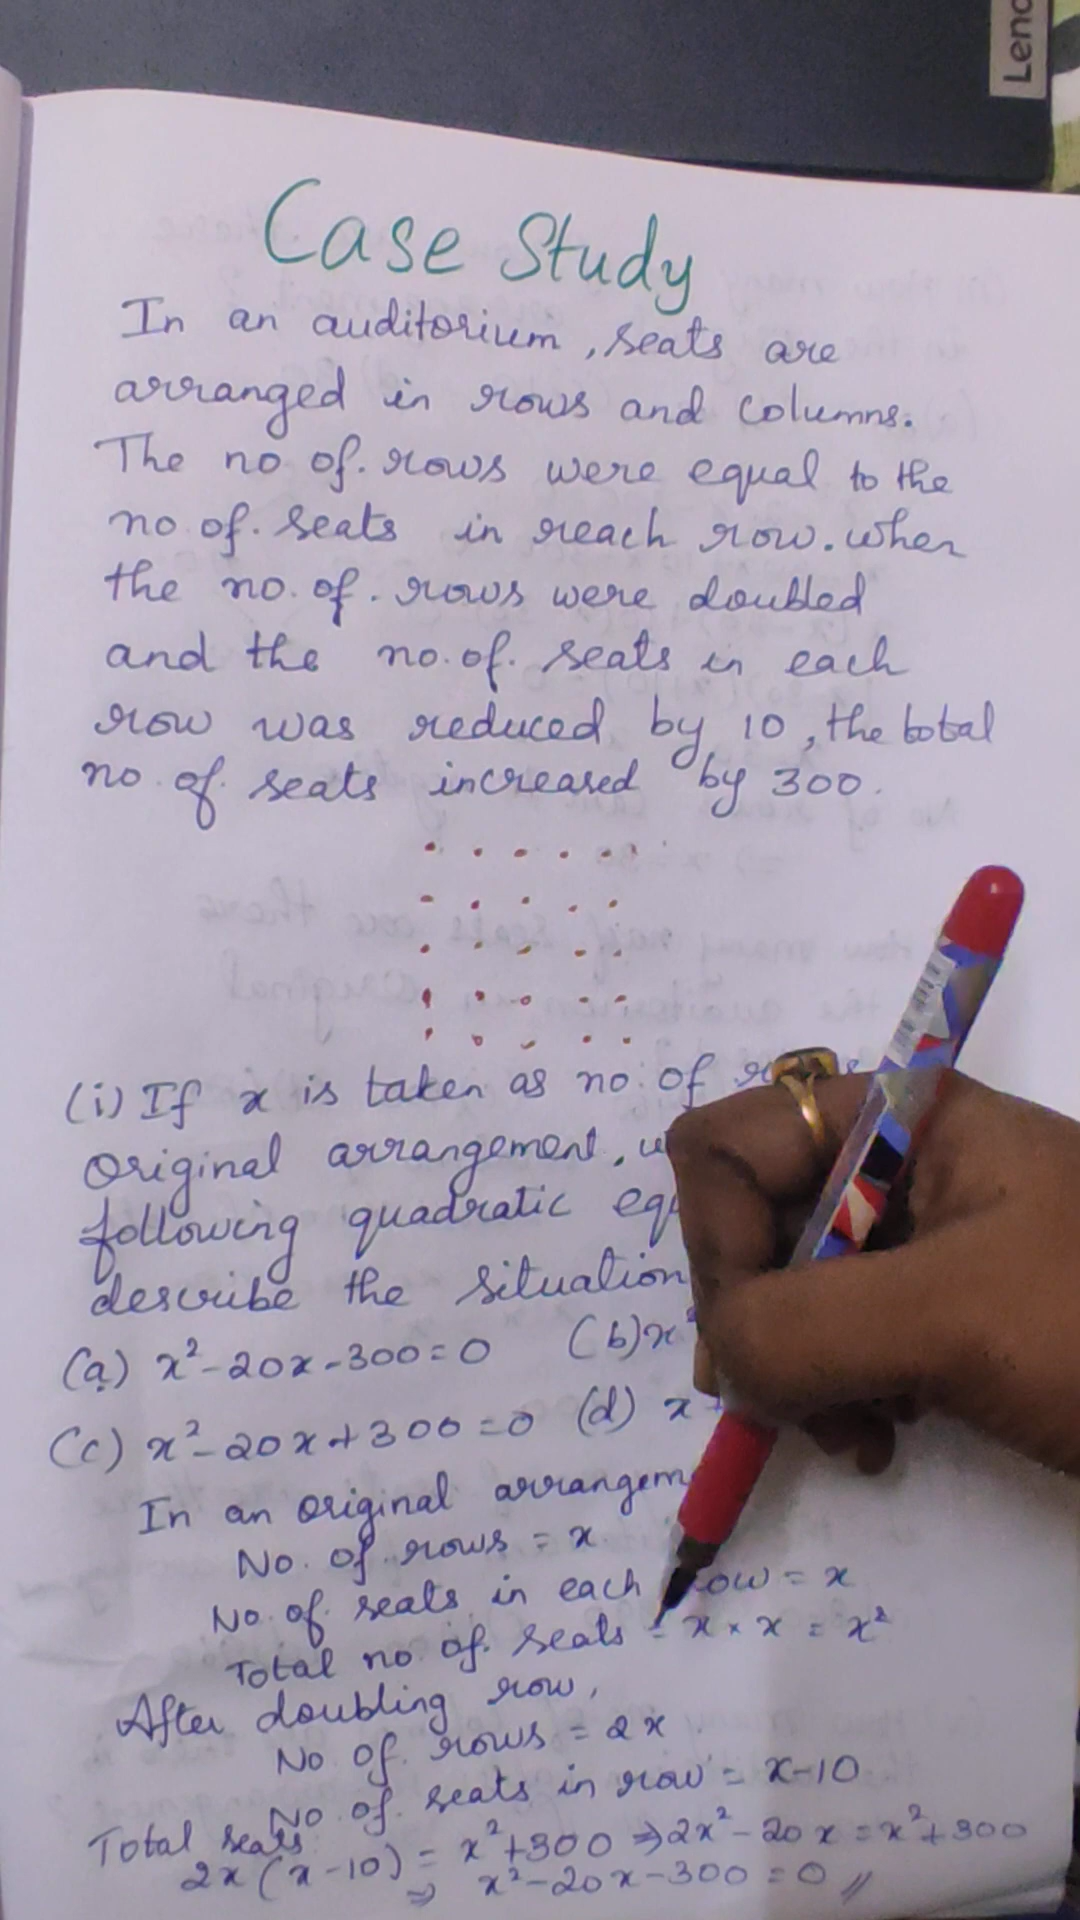 Leno
Case Study
In an auditorium, seats are
arranged in rows and columns.
The no of. rows were equal to the
no of. seats in reach row. when
the no. of. rows were doubled
and the no. of. seats in each
row was reduced by 10, the total
no. of. seats increased by 300.
(i) If x is taken as no. of
Original arrangement,
following quadratic
describe the situation
(a) x²-20x-300=0 (b) x²
(c) x²-20x+300=0 (d) x
In an original
No. of. rows = x
No. of. seats in each row = x
Total no. of. seats = x × x = x²
After doubling row,
No of. rows = 2x
No. of. seats in row = x-10
Total seats
2x(x-10) = x²+300 ⇒ 2x²-20x = x²+300
⇒ x²-20x-300=0 //